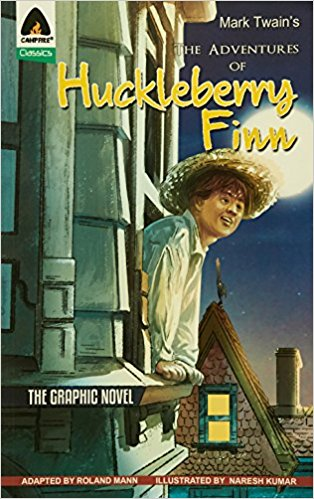 CAMPFIRE®
Classics
Mark Twain's
THE ADVENTURES
OF
Huckleberry
Finn
THE GRAPHIC NOVEL
ADAPTED BY ROLAND MANN ILLUSTRATED BY NARESH KUMAR